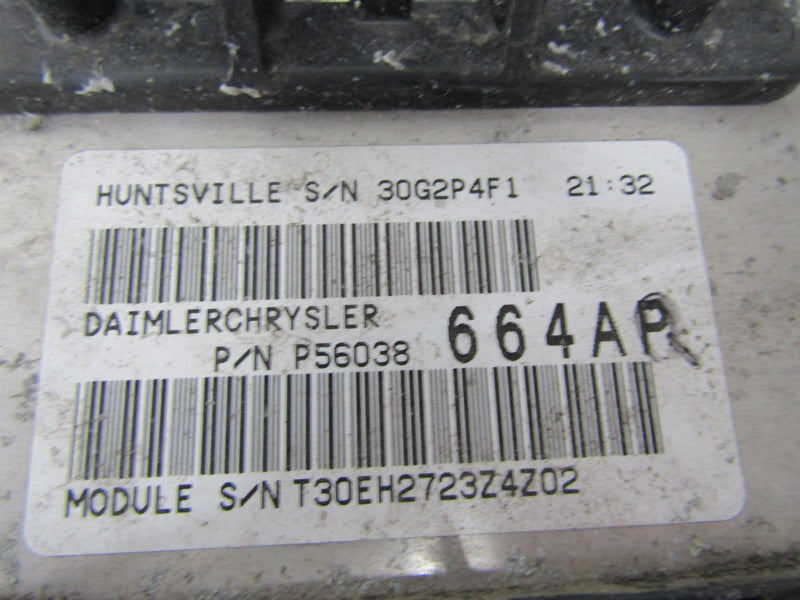 HUNTSVILLE S/N 30G2P4F1 21:32
DAIMLERCHRYSLER
P/N P56038 664AP
MODULE S/N T30EH2723Z4Z02